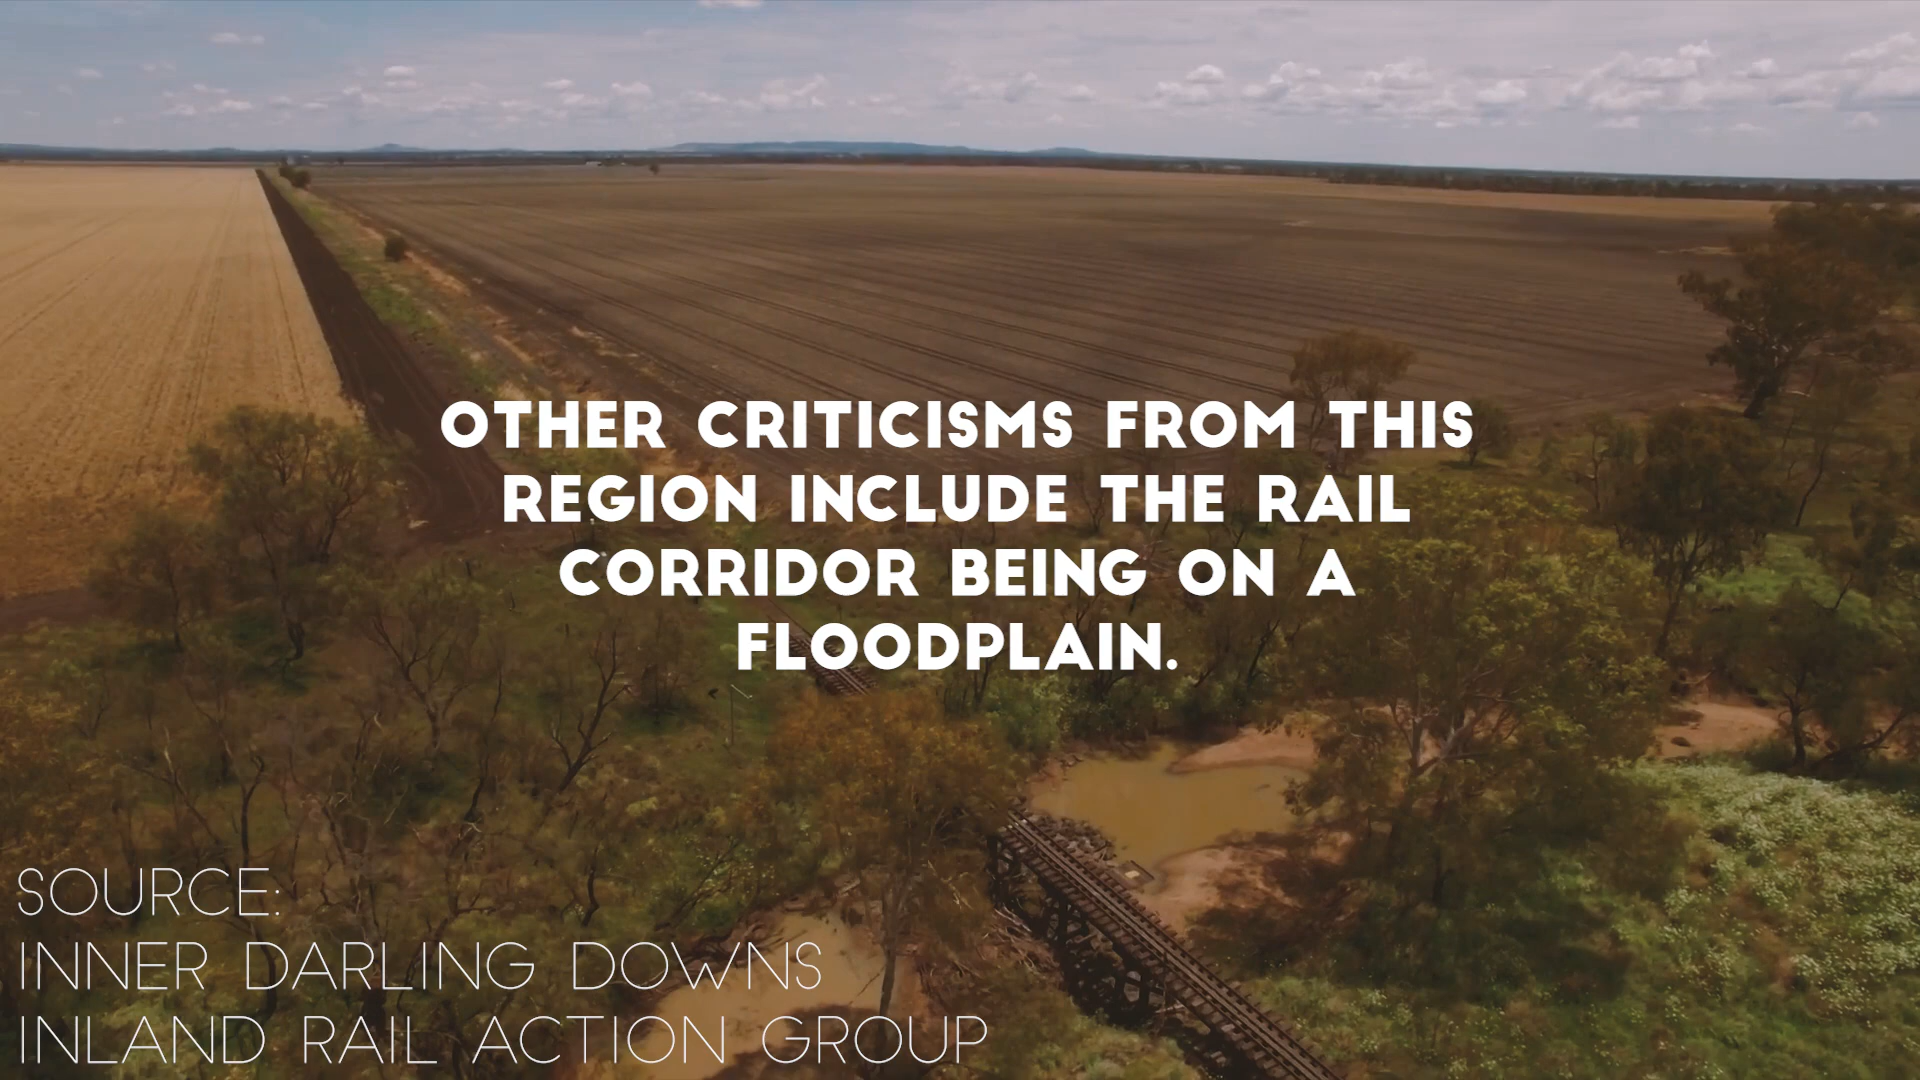 OTHER CRITICISMS FROM THIS
REGION INCLUDE THE RAIL
CORRIDOR BEING ON A
FLOODPLAIN.
SOURCE:
INNER DARLING DOWNS
INLAND RAIL ACTION GROUP